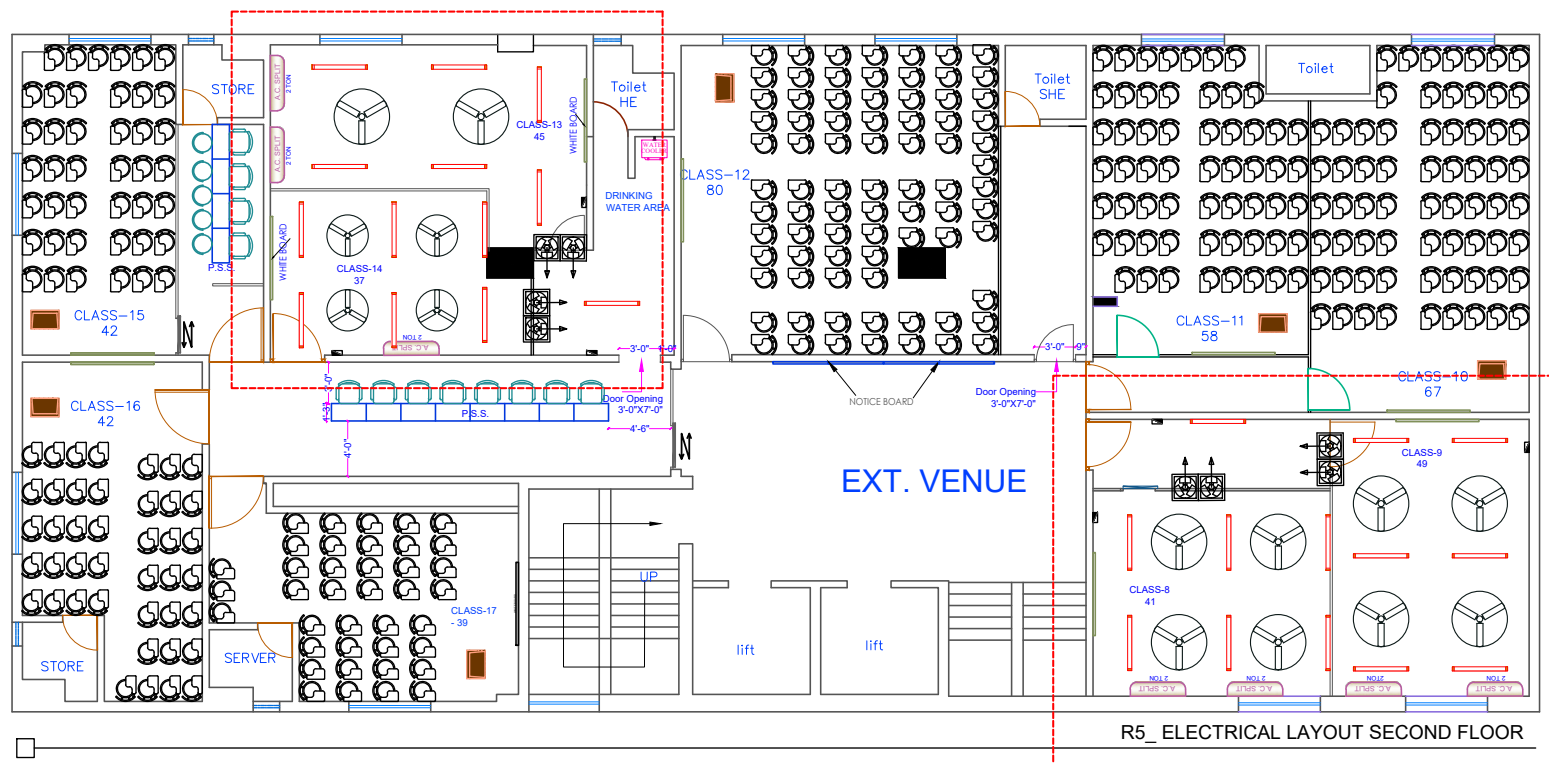 STORE
A.C. SPLIT
2 TON
A.C. SPLIT
2 TON
CLASS-13
45
WHITE BOARD
Toilet
HE
WATER
COOLER
DRINKING
WATER AREA
CLASS-12
80
Toilet
SHE
Toilet
P.S.S.
WHITE BOARD
CLASS-14
37
A.C. SPLIT
2 TON
CLASS-15
42
CLASS-11
58
CLASS-10
67
3'-0"
Door Opening
3'-0"X7'-0"
4'-6"
3'-0"
9"
Door Opening
3'-0"X7'-0"
NOTICE BOARD
CLASS-16
42
4'-3"
P.S.S.
4'-0"
N
N
EXT. VENUE
CLASS-9
49
CLASS-8
41
UP
CLASS-17
- 39
SERVER
STORE
lift
lift
2 TON
A.C. SPLIT
2 TON
A.C. SPLIT
2TON
A.C. SPLIT
2 TON
A.C. SPLIT
R5_ ELECTRICAL LAYOUT SECOND FLOOR